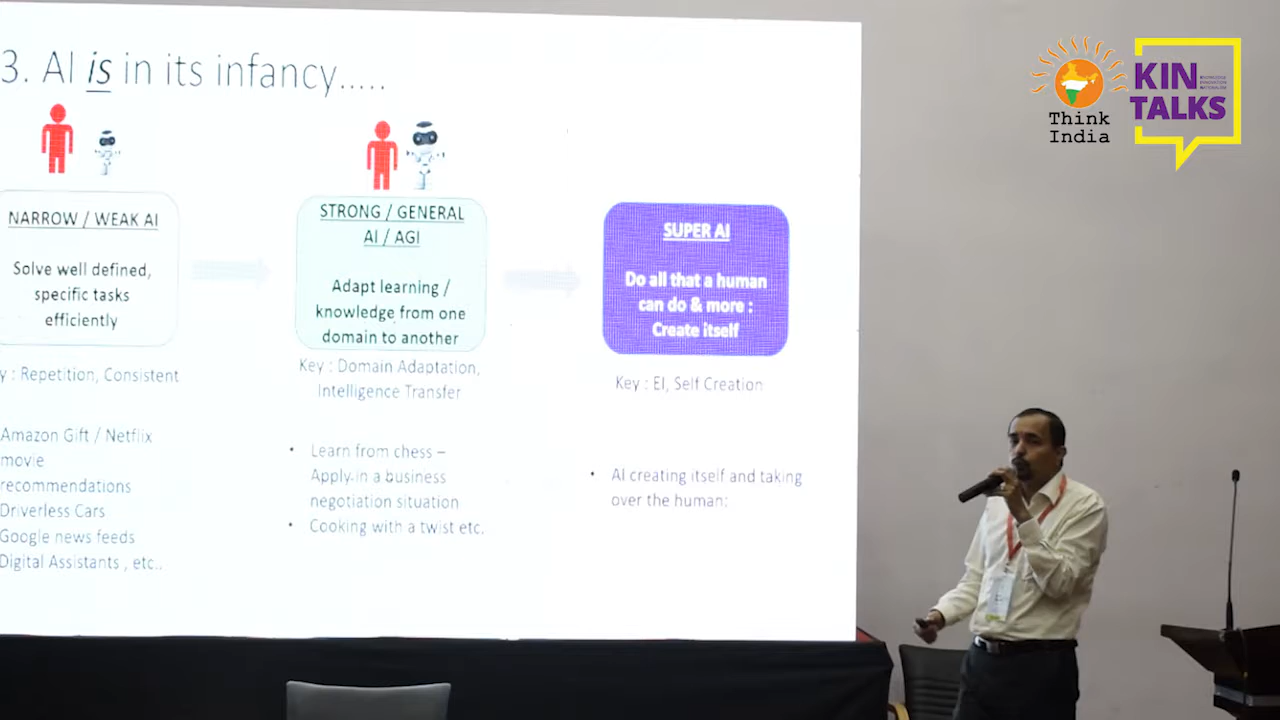 3. AI is in its infancy.....
NARROW / WEAK AI
Solve well defined,
specific tasks
efficiently
y : Repetition, Consistent
Amazon Gift / Netflix
movie
recommendations
Driverless Cars
Google news feeds
Digital Assistants , etc..
STRONG / GENERAL
AI / AGI
Adapt learning /
knowledge from one
domain to another
Key : Domain Adaptation,
Intelligence Transfer
• Learn from chess –
Apply in a business
negotiation situation
• Cooking with a twist etc.
SUPER AI
Do all that a human
can do & more :
Create itself
Key : EI, Self Creation
• AI creating itself and taking
over the human:
Think
India
KIN
TALKS